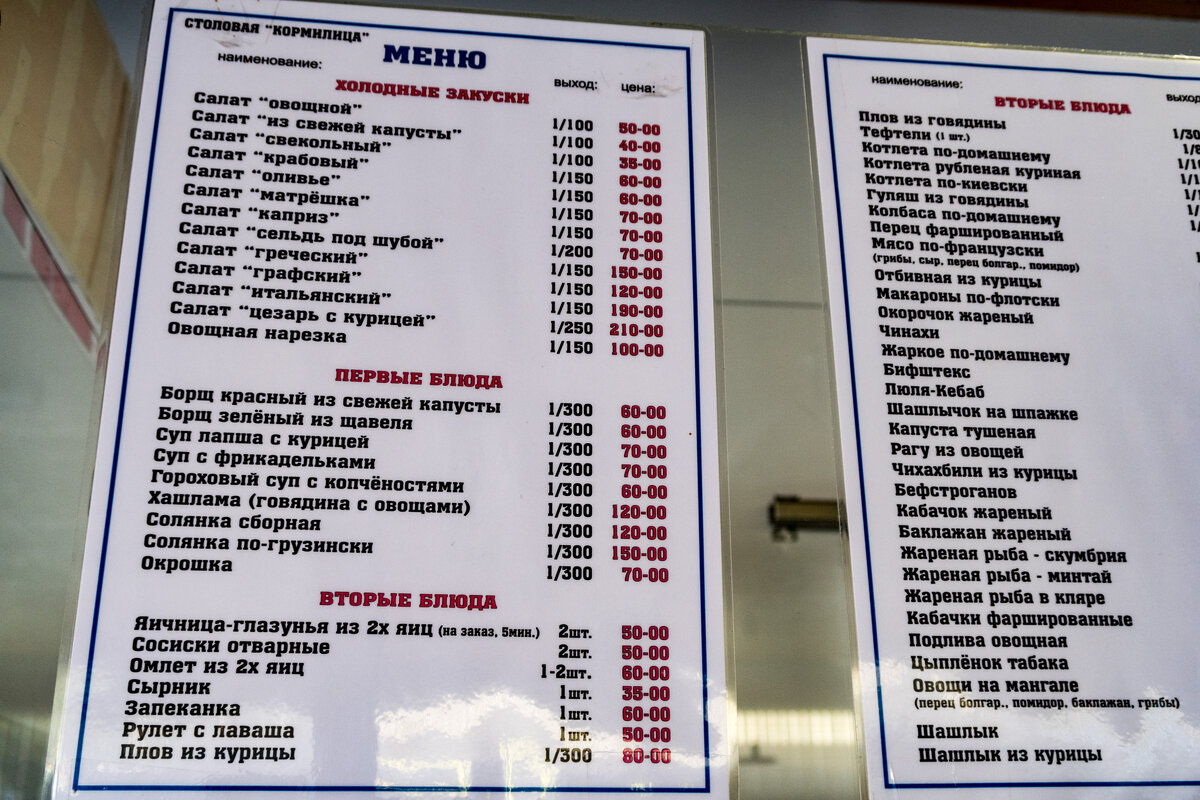 СТОЛОВАЯ "КОРМИЛИЦА"
МЕНЮ
наименование: выход: цена:
ХОЛОДНЫЕ ЗАКУСКИ
Салат "овощной" 1/100 50-00
Салат "из свежей капусты" 1/100 40-00
Салат "свекольный" 1/100 35-00
Салат "крабовый" 1/150 60-00
Салат "оливье" 1/150 60-00
Салат "матрёшка" 1/150 70-00
Салат "каприз" 1/150 70-00
Салат "сельдь под шубой" 1/200 70-00
Салат "греческий" 1/150 150-00
Салат "графский" 1/150 120-00
Салат "итальянский" 1/150 190-00
Салат "цезарь с курицей" 1/250 210-00
Овощная нарезка 1/150 100-00
ПЕРВЫЕ БЛЮДА
Борщ красный из свежей капусты 1/300 60-00
Борщ зелёный из щавеля 1/300 60-00
Суп лапша с курицей 1/300 70-00
Суп с фрикадельками 1/300 70-00
Гороховый суп с копчёностями 1/300 60-00
Хашлама (говядина с овощами) 1/300 120-00
Солянка сборная 1/300 120-00
Солянка по-грузински 1/300 150-00
Окрошка 1/300 70-00
ВТОРЫЕ БЛЮДА
Яичница-глазунья из 2х яиц (на заказ, 5мин.) 2шт. 50-00
Сосиски отварные 2шт. 50-00
Омлет из 2х яиц 1-2шт. 60-00
Сырник 1шт. 35-00
Запеканка 1шт. 60-00
Рулет с лаваша 1шт. 50-00
Плов из курицы 1/300 80-00
наименование:
ВТОРЫЕ БЛЮДА
Плов из говядины
Тефтели (1 шт.)
Котлета по-домашнему
Котлета рубленая куриная
Котлета по-киевски
Гуляш из говядины
Колбаса по-домашнему
Перец фаршированный
Мясо по-французски
(грибы, сыр, перец болгар., помидор)
Отбивная из курицы
Макароны по-флотски
Окорочок жареный
Чинахи
Жаркое по-домашнему
Бифштекс
Люля-Кебаб
Шашлычок на шпажке
Капуста тушеная
Рагу из овощей
Чихахбили из курицы
Бефстроганов
Кабачок жареный
Баклажан жареный
Жареная рыба - скумбрия
Жареная рыба - минтай
Жареная рыба в кляре
Кабачки фаршированные
Подлива овощная
Цыплёнок табака
Овощи на мангале
(перец болгар., помидор, баклажан, грибы)
Шашлык
Шашлык из курицы